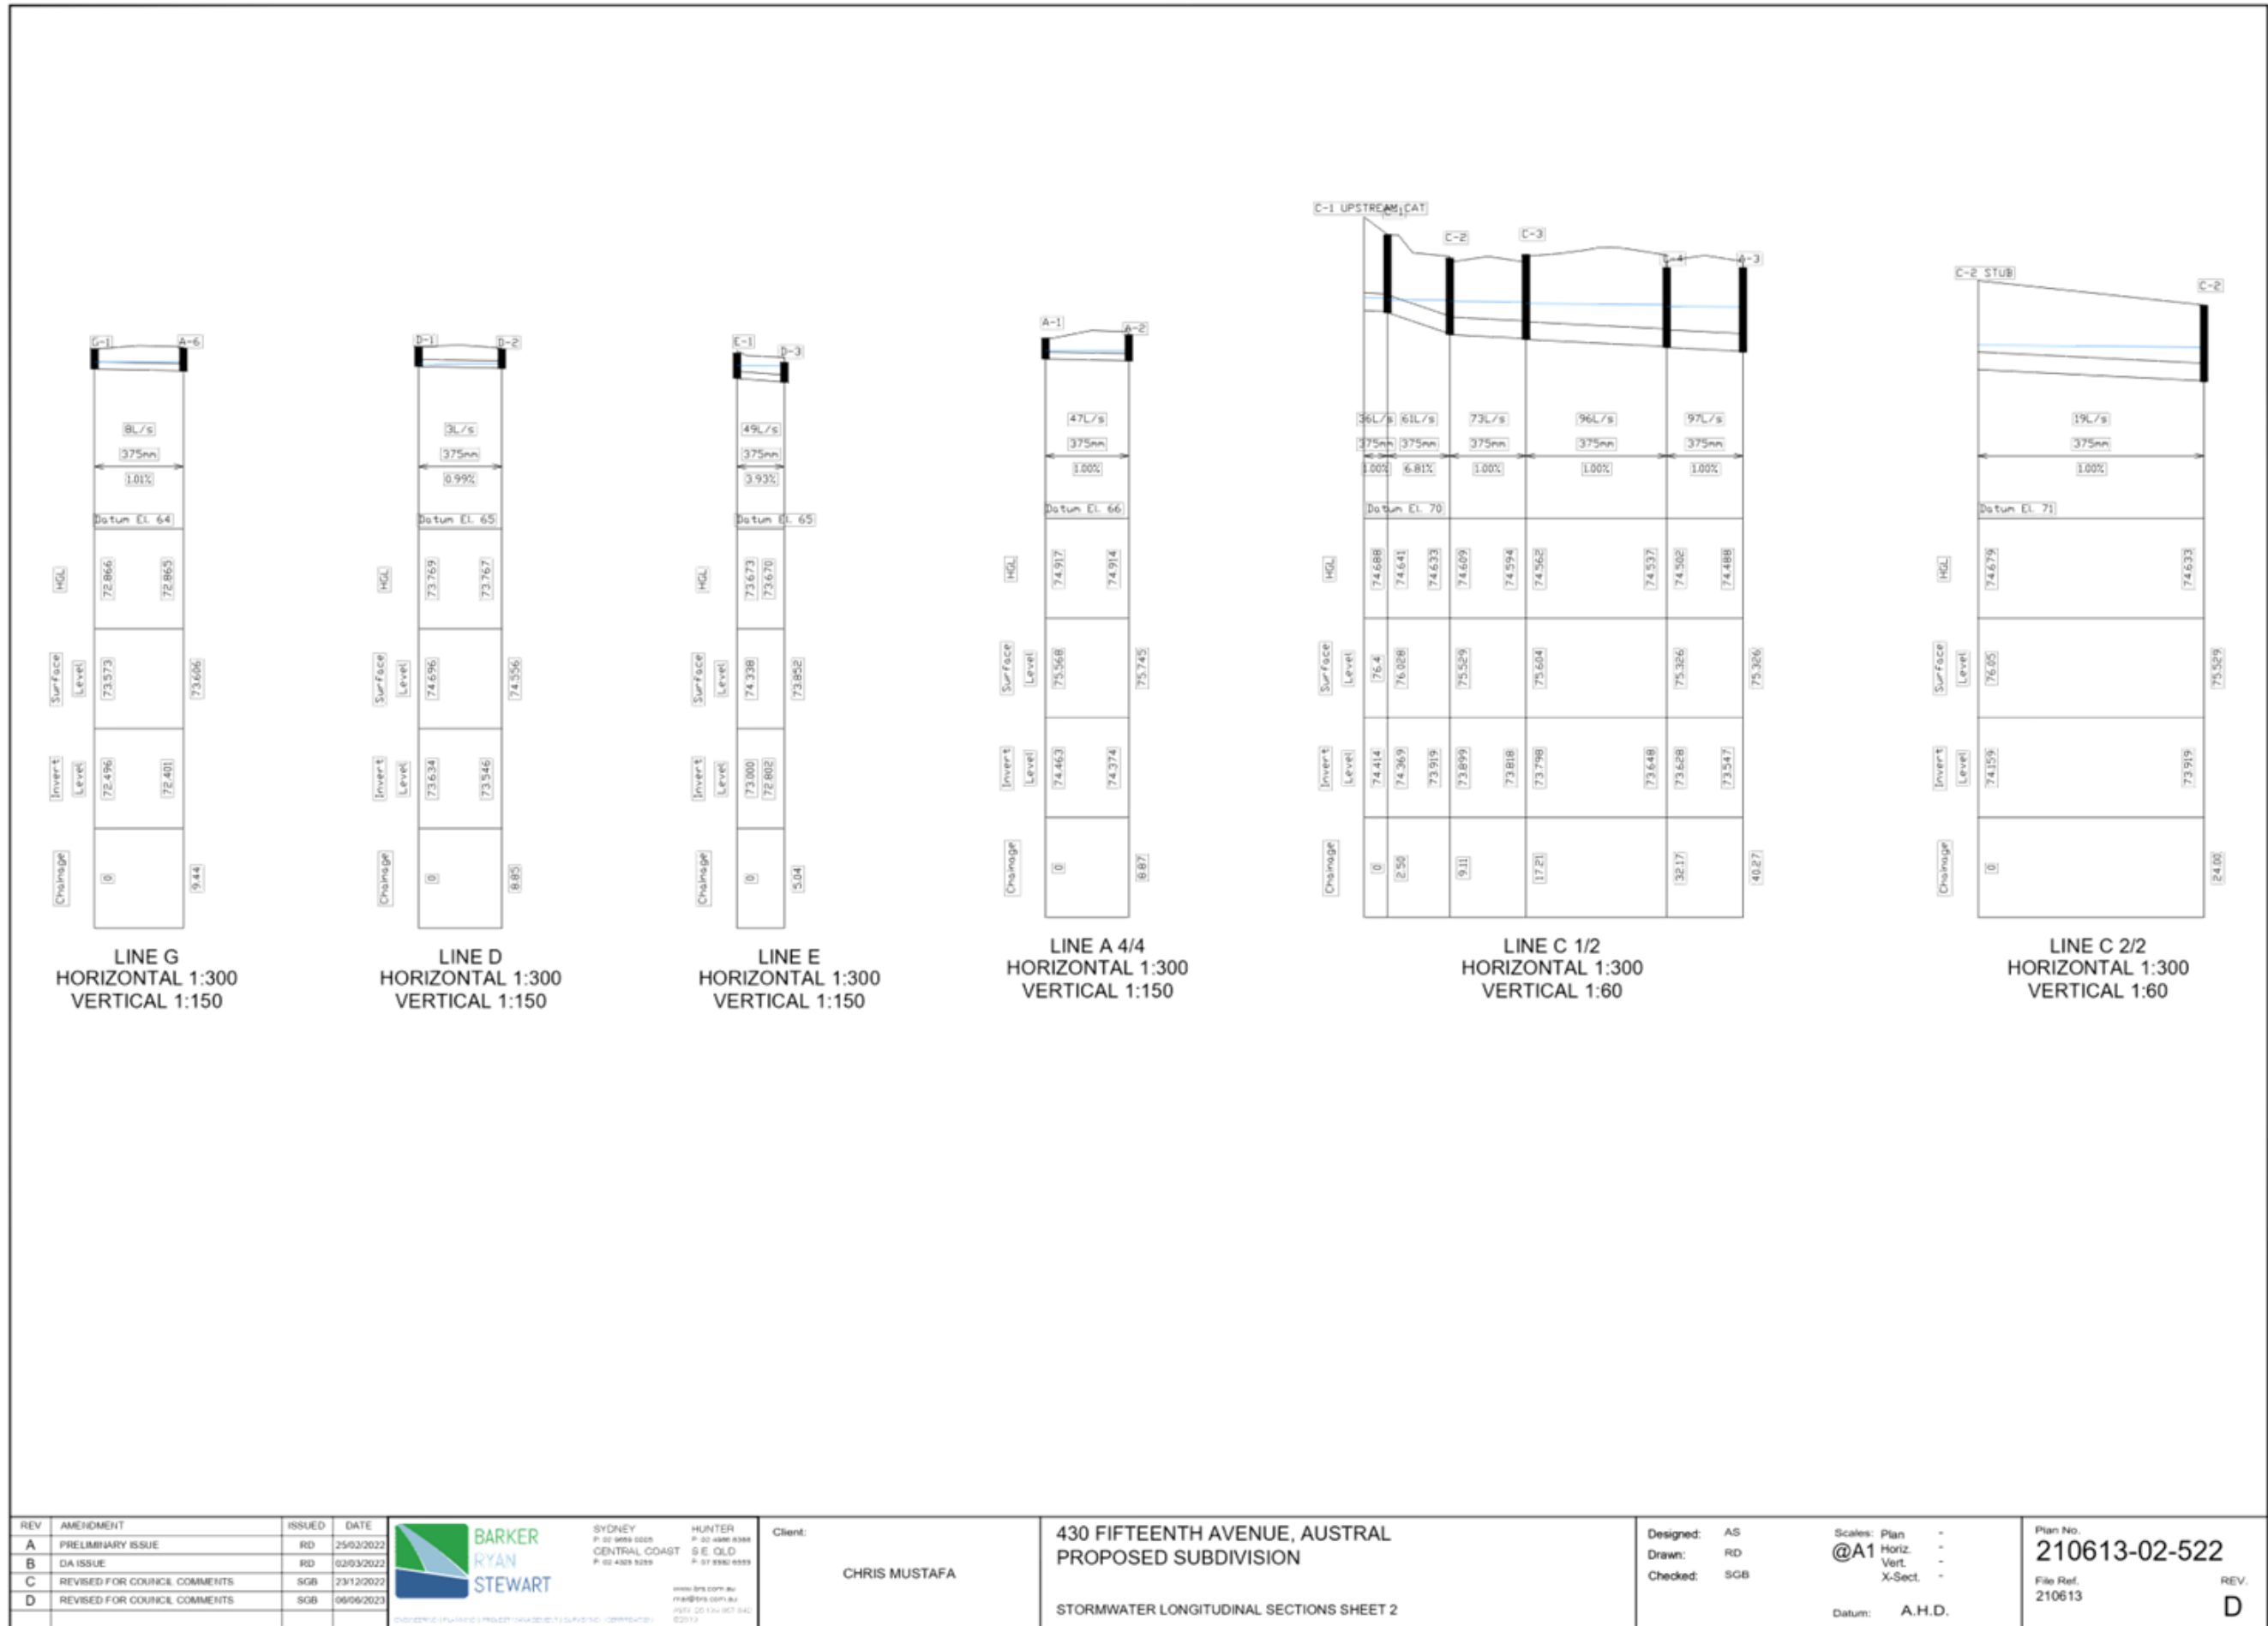 G-1 A-6
8L/s
375mm
1.01%
Datum El. 64
HGL 72.866 72.865
Surface Level 73.573 73.606
Invert Level 72.496 72.401
Chainage 0 9.44
LINE G
HORIZONTAL 1:300
VERTICAL 1:150
D-1 D-2
3L/s
375mm
0.99%
Datum El. 65
HGL 73.769 73.767
Surface Level 74.696 74.556
Invert Level 73.634 73.546
Chainage 0 8.85
LINE D
HORIZONTAL 1:300
VERTICAL 1:150
E-1 D-3
49L/s
375mm
3.93%
Datum El. 65
HGL 73.673 73.670
Surface Level 74.338 73.852
Invert Level 73.000 72.802
Chainage 0 5.04
LINE E
HORIZONTAL 1:300
VERTICAL 1:150
A-1 A-2
47L/s
375mm
1.00%
Datum El. 66
HGL 74.917 74.914
Surface Level 75.568 75.745
Invert Level 74.463 74.374
Chainage 0 8.87
LINE A 4/4
HORIZONTAL 1:300
VERTICAL 1:150
C-1 UPSTREAM CAT C-1 C-2 C-3 C-4 A-3
36L/s 61L/s 73L/s 96L/s 97L/s
375mm 375mm 375mm 375mm 375mm
1.00% 6.81% 1.00% 1.00% 1.00%
Datum El. 70
HGL 74.688 74.641 74.633 74.609 74.594 74.562 74.537 74.502 74.488
Surface Level 76.4 76.028 75.529 75.604 75.326 75.326
Invert Level 74.414 74.369 73.919 73.899 73.818 73.798 73.648 73.628 73.547
Chainage 0 2.50 9.11 17.21 32.17 40.27
LINE C 1/2
HORIZONTAL 1:300
VERTICAL 1:60
C-2 STUB C-2
19L/s
375mm
1.00%
Datum El. 71
HGL 74.679 74.633
Surface Level 76.05 75.529
Invert Level 74.159 73.919
Chainage 0 24.00
LINE C 2/2
HORIZONTAL 1:300
VERTICAL 1:60
REV AMENDMENT ISSUED DATE
A PRELIMINARY ISSUE RD 25/02/2022
B DA ISSUE RD 02/03/2022
C REVISED FOR COUNCIL COMMENTS SGB 23/12/2022
D REVISED FOR COUNCIL COMMENTS SGB 06/06/2023
BARKER
RYAN
STEWART
SYDNEY HUNTER
CENTRAL COAST S.E. QLD
www.brs.com.au
mail@brs.com.au
Client:
CHRIS MUSTAFA
430 FIFTEENTH AVENUE, AUSTRAL
PROPOSED SUBDIVISION
STORMWATER LONGITUDINAL SECTIONS SHEET 2
Designed: AS
Drawn: RD
Checked: SGB
Scales: Plan -
@A1 Horiz. -
Vert. -
X-Sect. -
Datum: A.H.D.
Plan No.
210613-02-522
File Ref.
210613
REV.
D